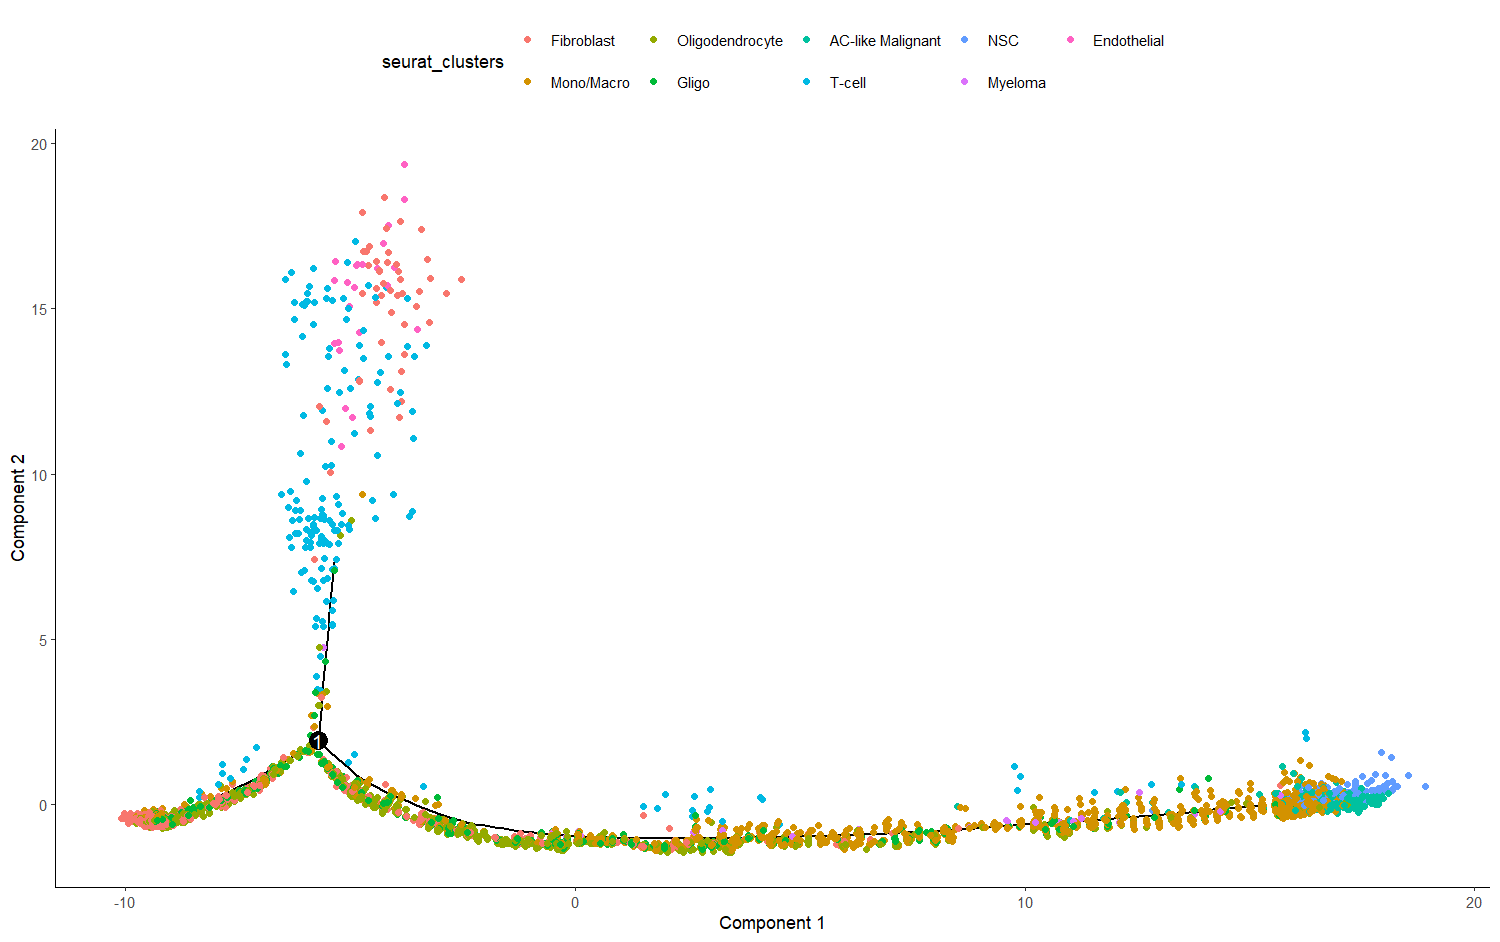 seurat_clusters
Fibroblast Oligodendrocyte AC-like Malignant NSC Endothelial
Mono/Macro Gligo T-cell Myeloma
20
15
10
5
0
Component 2
1
-10 0 10 20
Component 1